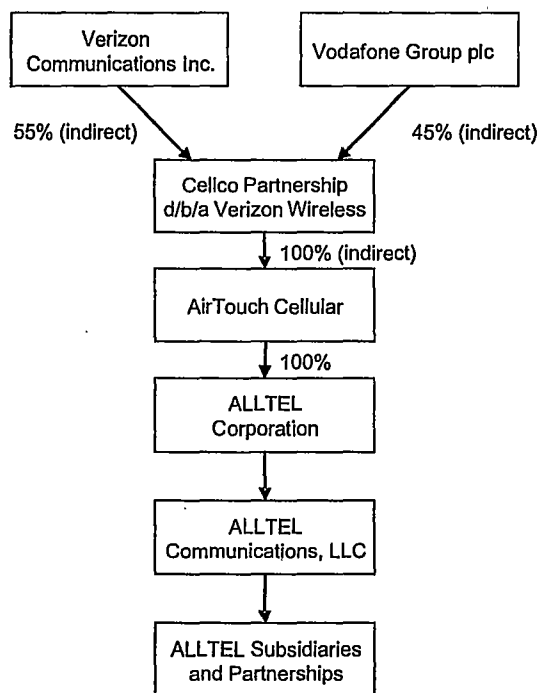 Verizon
Communications Inc.
Vodafone Group plc
55% (indirect)
45% (indirect)
Cellco Partnership
d/b/a Verizon Wireless
100% (indirect)
AirTouch Cellular
100%
ALLTEL
Corporation
ALLTEL
Communications, LLC
ALLTEL Subsidiaries
and Partnerships